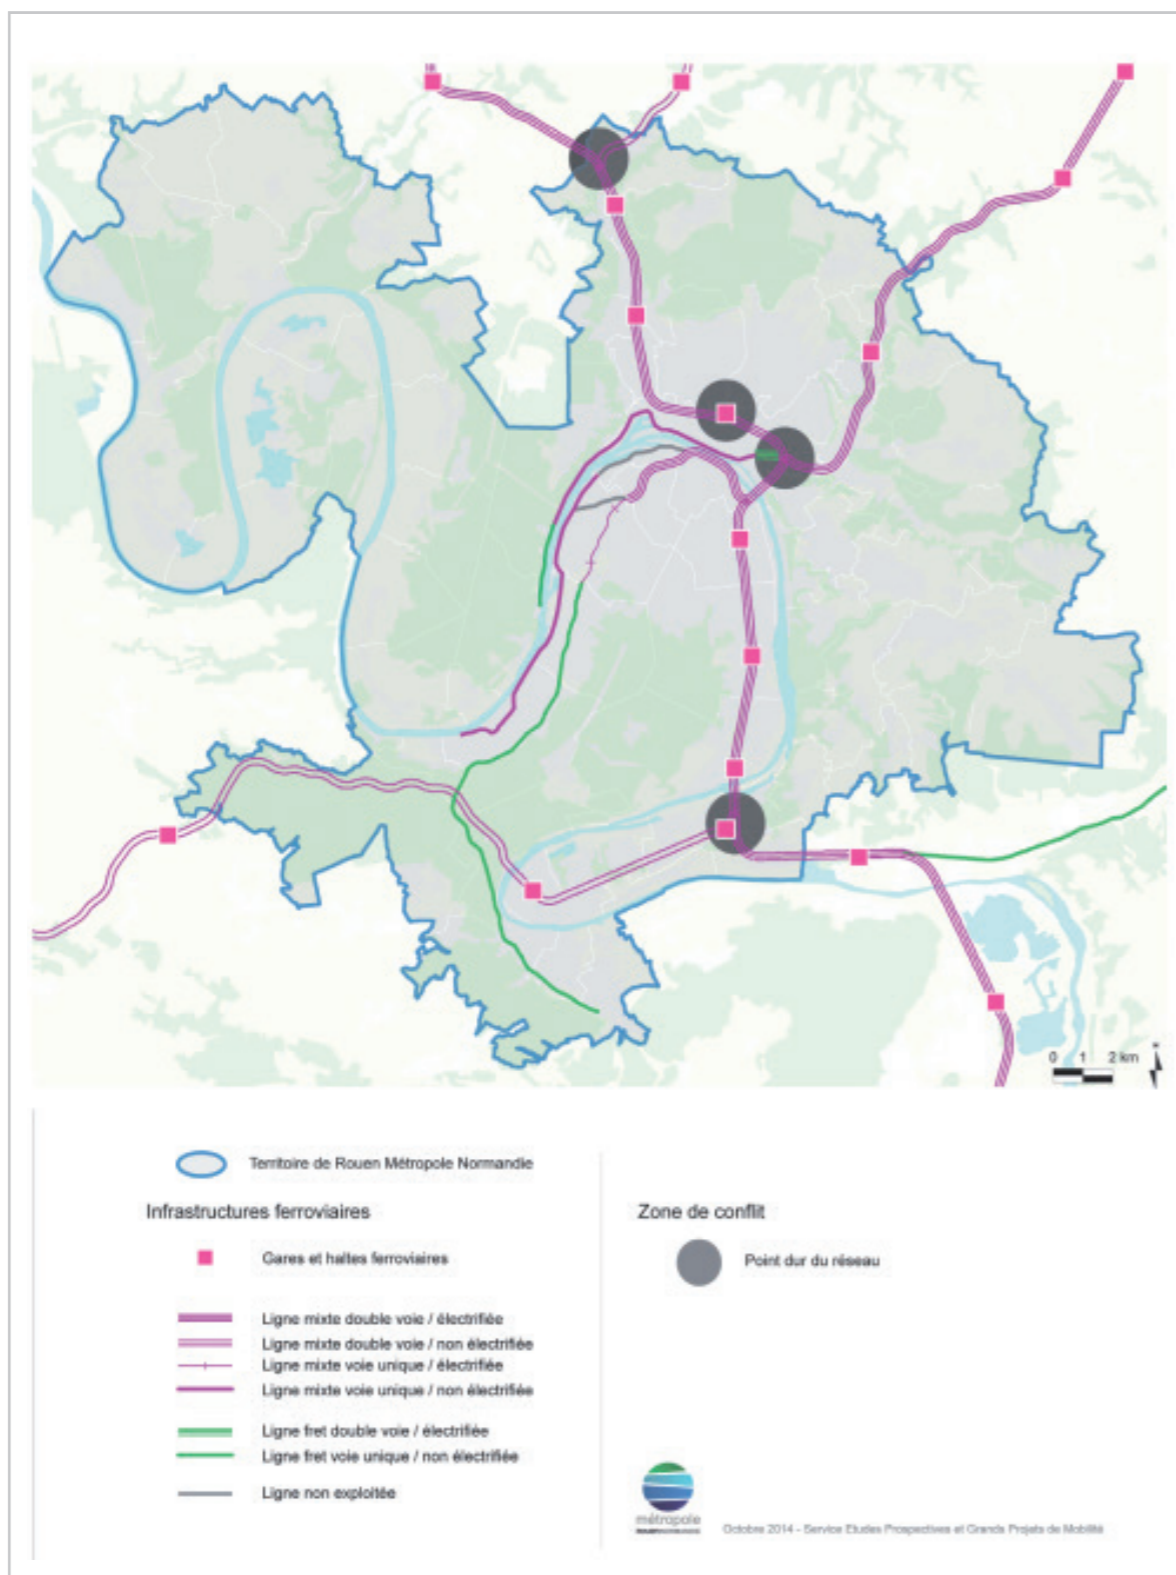 0 1 2 km
Territoire de Rouen Métropole Normandie
Infrastructures ferroviaires
Gares et haltes ferroviaires
Ligne mixte double voie / électrifiée
Ligne mixte double voie / non électrifiée
Ligne mixte voie unique / électrifiée
Ligne mixte voie unique / non électrifiée
Ligne fret double voie / électrifiée
Ligne fret voie unique / non électrifiée
Ligne non exploitée
Zone de conflit
Point dur du réseau
métropole
Octobre 2014 - Service Etudes Prospectives et Grands Projets de Mobilité